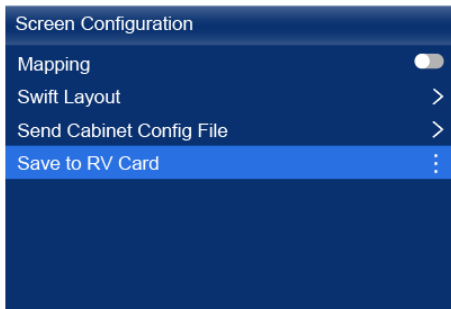 Screen Configuration
Mapping
Swift Layout
Send Cabinet Config File
Save to RV Card